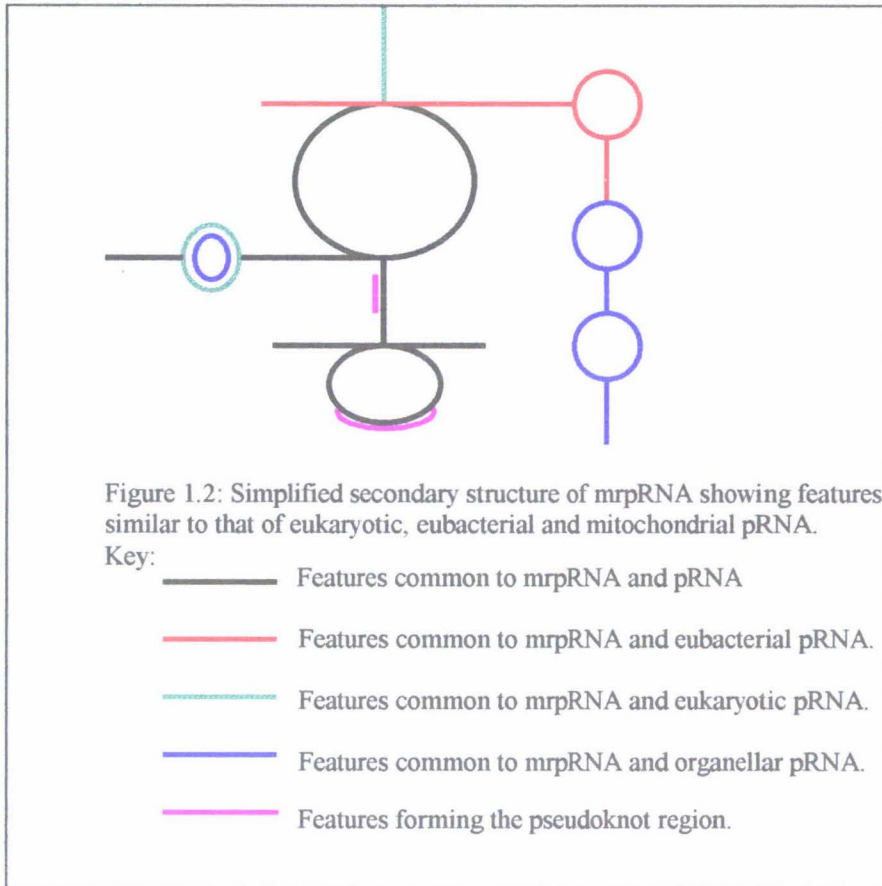 Figure 1.2: Simplified secondary structure of mrpRNA showing features
similar to that of eukaryotic, eubacterial and mitochondrial pRNA.
Key:
Features common to mrpRNA and pRNA
Features common to mrpRNA and eubacterial pRNA.
Features common to mrpRNA and eukaryotic pRNA.
Features common to mrpRNA and organellar pRNA.
Features forming the pseudoknot region.